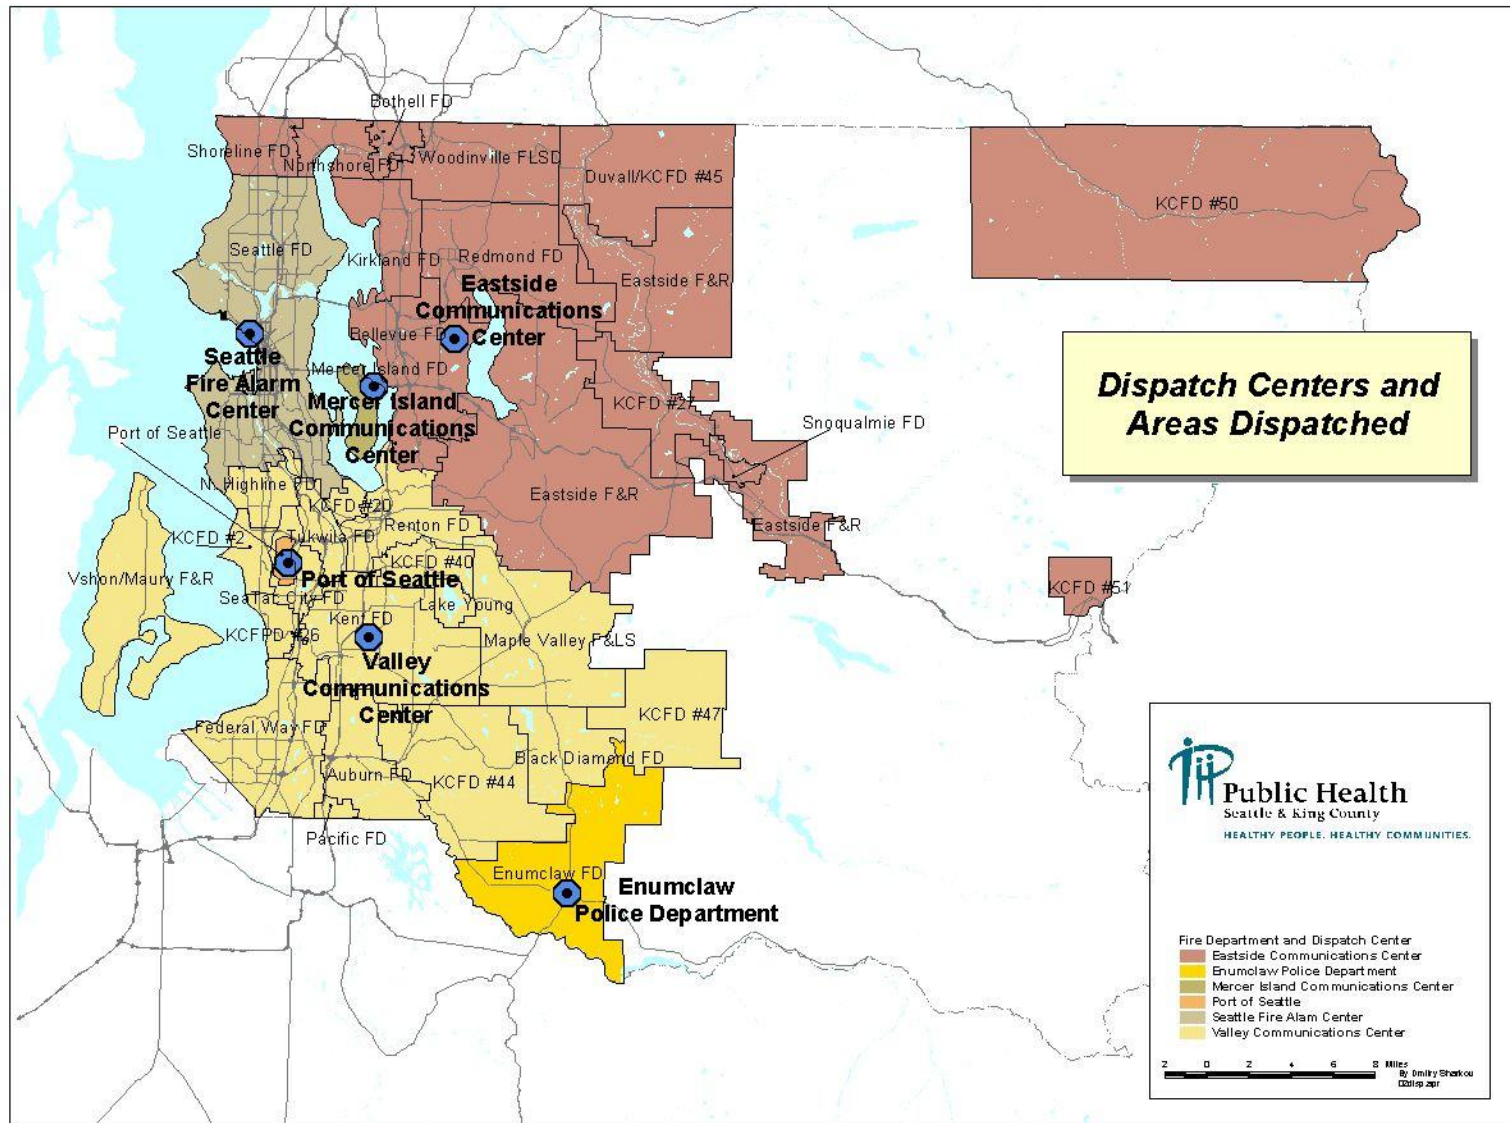 Bothell FD
Shoreline FD
Northshore FD
Woodinville FLSD
Duvall/KCFD #45
KCFD #50
Seattle FD
Kirkland FD
Redmond FD
Eastside F&R
Eastside
Communications
Center
Bellevue FD
Seattle
Fire Alarm
Center
Mercer Island FD
Mercer Island
Communications
Center
KCFD #27
Snoqualmie FD
Dispatch Centers and
Areas Dispatched
Port of Seattle
N. Highline FD
KCFD #20
Eastside F&R
Eastside F&R
Renton FD
KCFD #2
Tukwila FD
KCFD #40
Vshon/Maury F&R
Port of Seattle
KCFD #51
SeaTac City FD
Lake Young
Kent FD
KCFPD #26
Maple Valley F&LS
Valley
Communications
Center
KCFD #47
Federal Way FD
Black Diamond FD
Auburn FD
KCFD #44
Pacific FD
Enumclaw FD
Enumclaw
Police Department
Public Health
Seattle & King County
HEALTHY PEOPLE. HEALTHY COMMUNITIES.
Fire Department and Dispatch Center
Eastside Communications Center
Enumclaw Police Department
Mercer Island Communications Center
Port of Seattle
Seattle Fire Alam Center
Valley Communications Center
2 0 2 4 6 8 Miles
By Dmitry Sharkou
02disp.apr